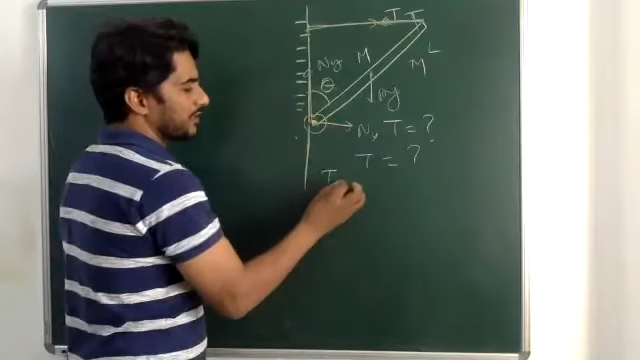 T T
Ny M L
θ M
mg
Nx T = ?
T = ?
T